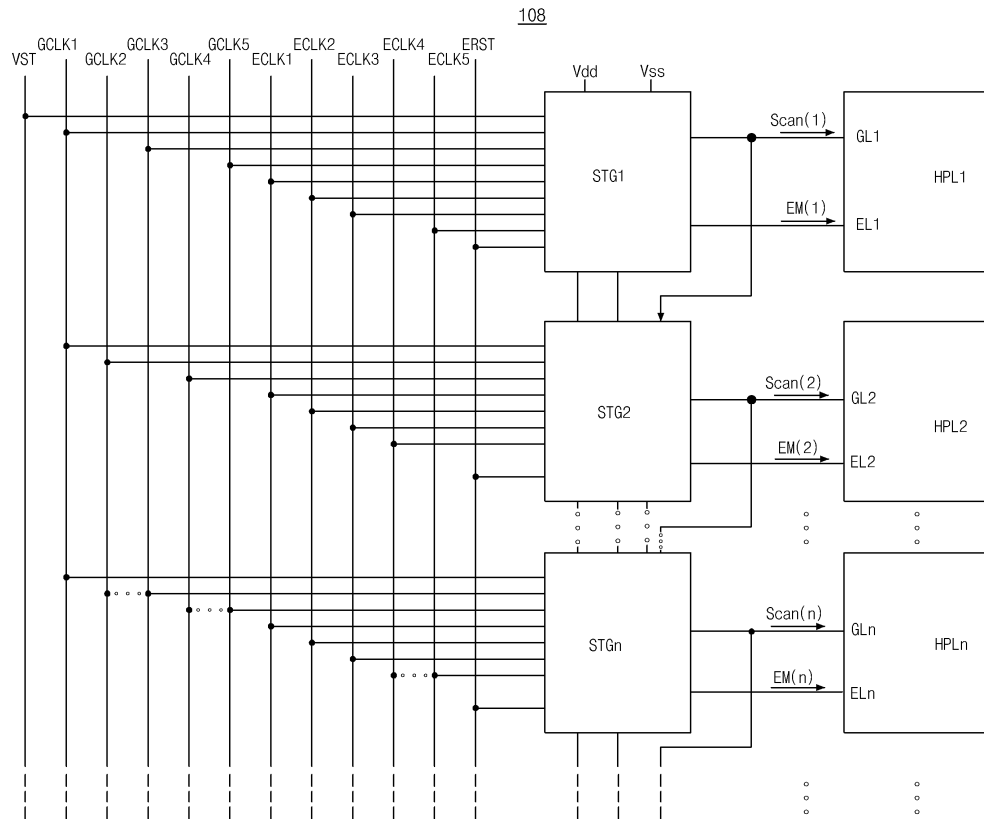 108
VST
GCLK1
GCLK2
GCLK3
GCLK4
GCLK5
ECLK1
ECLK2
ECLK3
ECLK4
ECLK5
ERST
Vdd
Vss
STG1
Scan(1)
GL1
HPL1
EM(1)
EL1
STG2
Scan(2)
GL2
HPL2
EM(2)
EL2
STGn
Scan(n)
GLn
HPLn
EM(n)
ELn